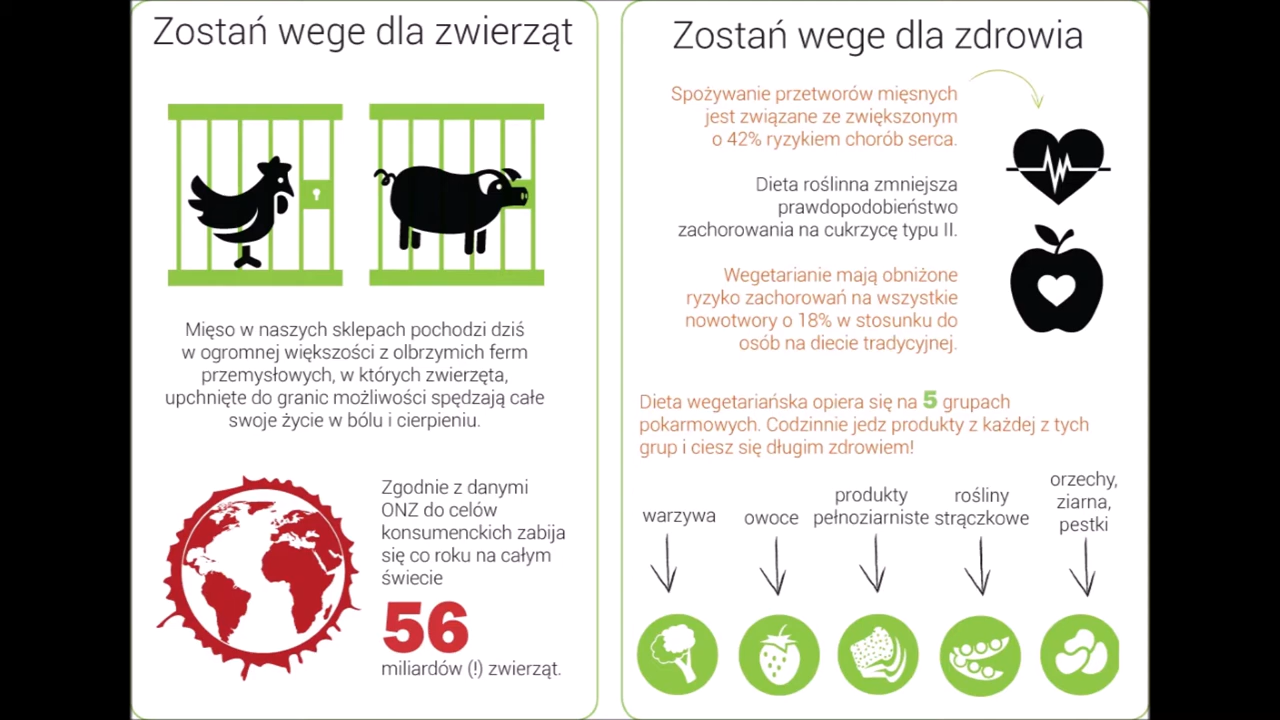 Zostań wege dla zwierząt
Mięso w naszych sklepach pochodzi dziś
w ogromnej większości z olbrzymich ferm
przemysłowych, w których zwierzęta,
upchnięte do granic możliwości spędzają całe
swoje życie w bólu i cierpieniu.
Zgodnie z danymi
ONZ do celów
konsumenckich zabija
się co roku na całym
świecie
56
miliardów (!) zwierząt.
Zostań wege dla zdrowia
Spożywanie przetworów mięsnych
jest związane ze zwiększonym
o 42% ryzykiem chorób serca.
Dieta roślinna zmniejsza
prawdopodobieństwo
zachorowania na cukrzycę typu II.
Wegetarianie mają obniżone
ryzyko zachorowań na wszystkie
nowotwory o 18% w stosunku do
osób na diecie tradycyjnej.
Dieta wegetariańska opiera się na 5 grupach
pokarmowych. Codzinnie jedz produkty z każdej z tych
grup i ciesz się długim zdrowiem!
warzywa
owoce
produkty
pełnoziarniste
rośliny
strączkowe
orzechy,
ziarna,
pestki